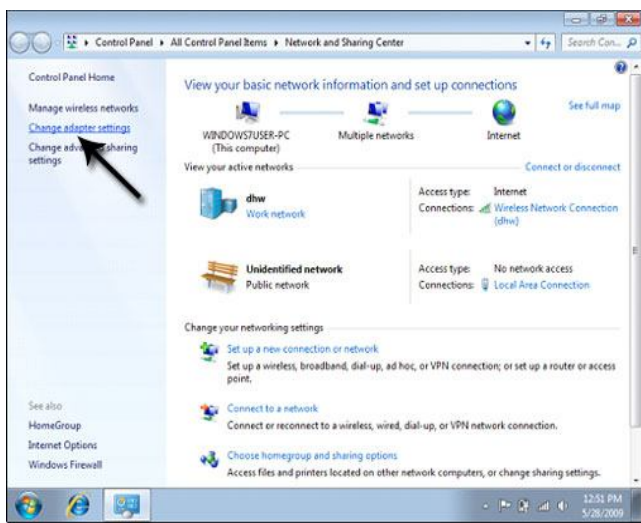 Control Panel ▸ All Control Panel Items ▸ Network and Sharing Center
Search Con...
Control Panel Home
Manage wireless networks
Change adapter settings
Change sharing
settings
See also
HomeGroup
Internet Options
Windows Firewall
View your basic network information and set up connections
See full map
WINDOWS7USER-PC
(This computer)
Multiple networks
Internet
View your active networks
Connect or disconnect
dhw
Work network
Access type: Internet
Connections: Wireless Network Connection
(dhw)
Unidentified network
Public network
Access type: No network access
Connections: Local Area Connection
Change your networking settings
Set up a new connection or network
Set up a wireless, broadband, dial-up, ad hoc, or VPN connection; or set up a router or access
point.
Connect to a network
Connect or reconnect to a wireless, wired, dial-up, or VPN network connection.
Choose homegroup and sharing options
Access files and printers located on other network computers, or change sharing settings.
12:51 PM
5/28/2009